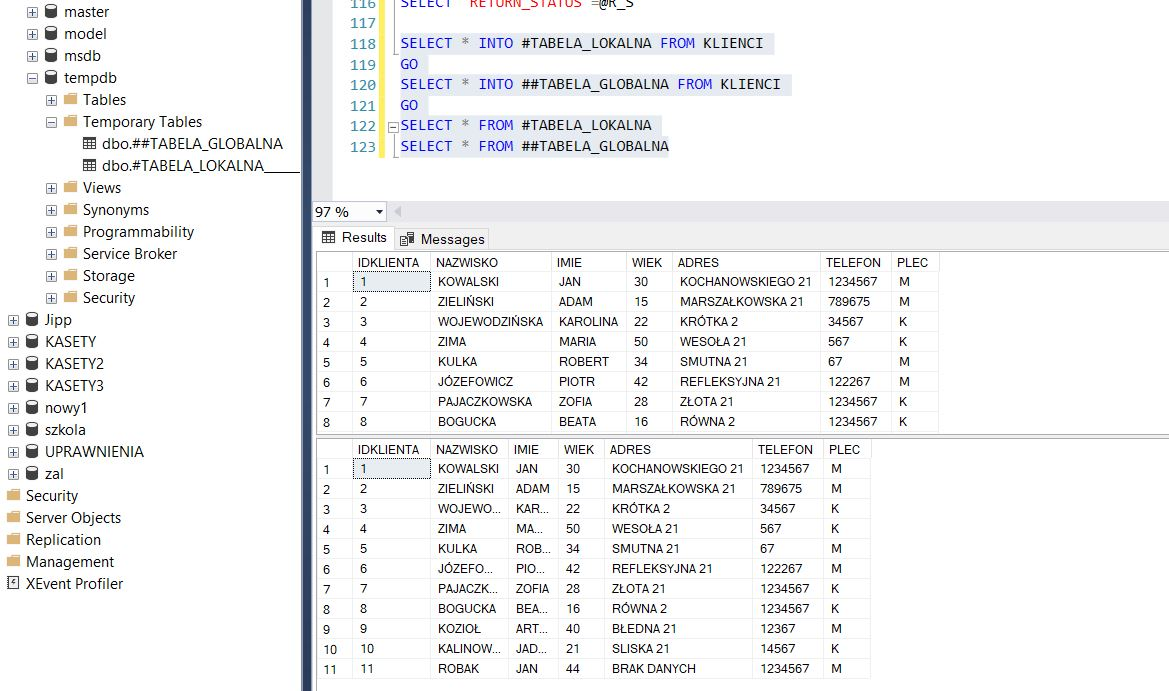 master
model
msdb
tempdb
Tables
Temporary Tables
dbo.##TABELA_GLOBALNA
dbo.#TABELA_LOKALNA_____
Views
Synonyms
Programmability
Service Broker
Storage
Security
Jipp
KASETY
KASETY2
KASETY3
nowy1
szkola
UPRAWNIENIA
zal
Security
Server Objects
Replication
Management
XEvent Profiler
116 SELECT 'RETURN_STATUS'=@R_S
117
118 SELECT * INTO #TABELA_LOKALNA FROM KLIENCI
119 GO
120 SELECT * INTO ##TABELA_GLOBALNA FROM KLIENCI
121 GO
122 SELECT * FROM #TABELA_LOKALNA
123 SELECT * FROM ##TABELA_GLOBALNA
97 %
Results Messages
IDKLIENTA NAZWISKO IMIE WIEK ADRES TELEFON PLEC
1 1 KOWALSKI JAN 30 KOCHANOWSKIEGO 21 1234567 M
2 2 ZIELIŃSKI ADAM 15 MARSZAŁKOWSKA 21 789675 M
3 3 WOJEWODZIŃSKA KAROLINA 22 KRÓTKA 2 34567 K
4 4 ZIMA MARIA 50 WESOŁA 21 567 K
5 5 KULKA ROBERT 34 SMUTNA 21 67 M
6 6 JÓZEFOWICZ PIOTR 42 REFLEKSYJNA 21 122267 M
7 7 PAJACZKOWSKA ZOFIA 28 ZŁOTA 21 1234567 K
8 8 BOGUCKA BEATA 16 RÓWNA 2 1234567 K
IDKLIENTA NAZWISKO IMIE WIEK ADRES TELEFON PLEC
1 1 KOWALSKI JAN 30 KOCHANOWSKIEGO 21 1234567 M
2 2 ZIELIŃSKI ADAM 15 MARSZAŁKOWSKA 21 789675 M
3 3 WOJEWO... KAR... 22 KRÓTKA 2 34567 K
4 4 ZIMA MA... 50 WESOŁA 21 567 K
5 5 KULKA ROB... 34 SMUTNA 21 67 M
6 6 JÓZEFO... PIO... 42 REFLEKSYJNA 21 122267 M
7 7 PAJACZK... ZOFIA 28 ZŁOTA 21 1234567 K
8 8 BOGUCKA BEA... 16 RÓWNA 2 1234567 K
9 9 KOZIOŁ ART... 40 BŁEDNA 21 12367 M
10 10 KALINOW... JAD... 21 SLISKA 21 14567 K
11 11 ROBAK JAN 44 BRAK DANYCH 1234567 M